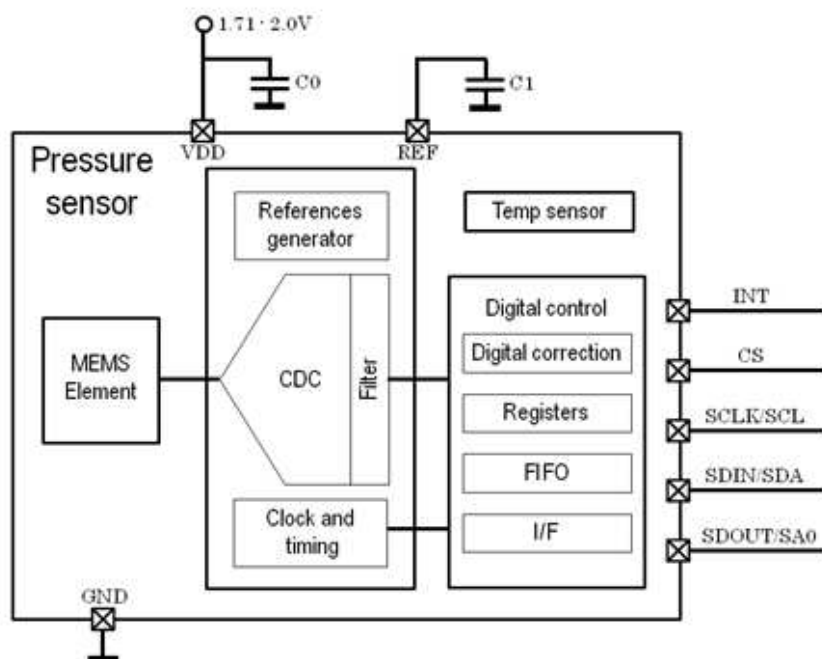 1.71 · 2.0V
C0
C1
VDD
REF
Pressure
sensor
References
generator
Temp sensor
MEMS
Element
CDC
Filter
Clock and
timing
Digital control
Digital correction
Registers
FIFO
I/F
INT
CS
SCLK/SCL
SDIN/SDA
SDOUT/SA0
GND